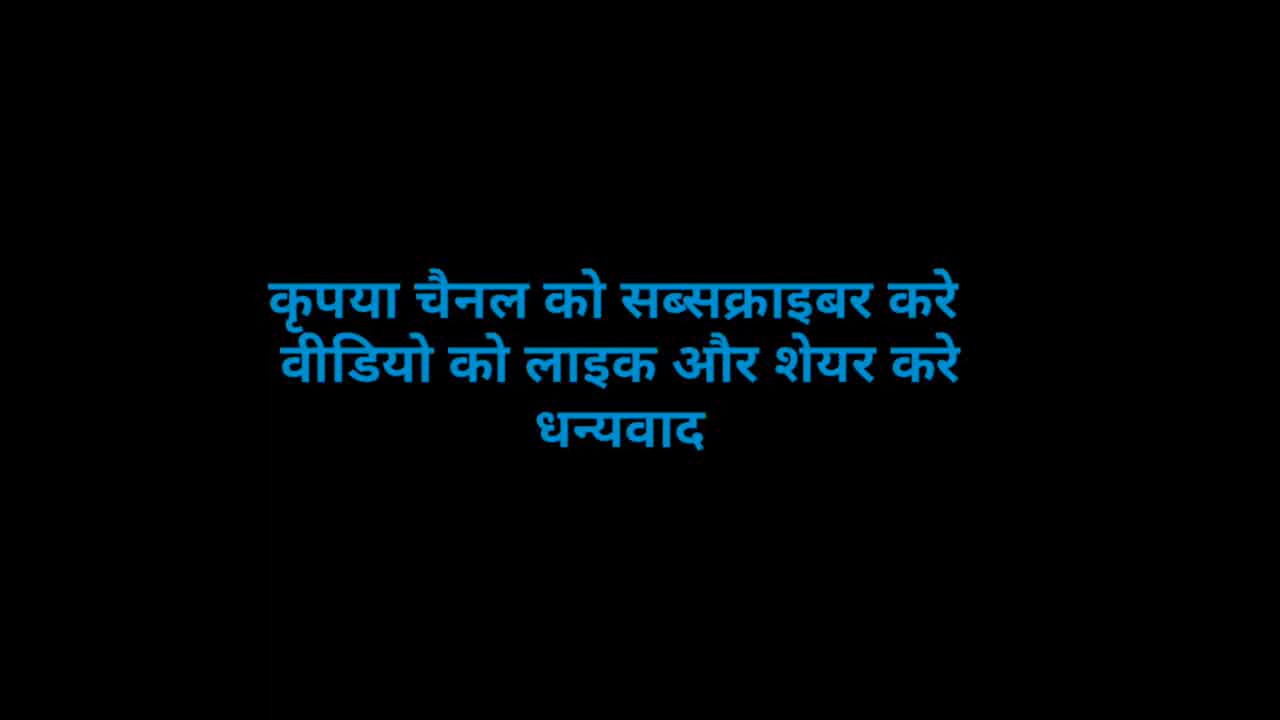 कृपया चैनल को सब्सक्राइबर करे
वीडियो को लाइक और शेयर करे
धन्यवाद